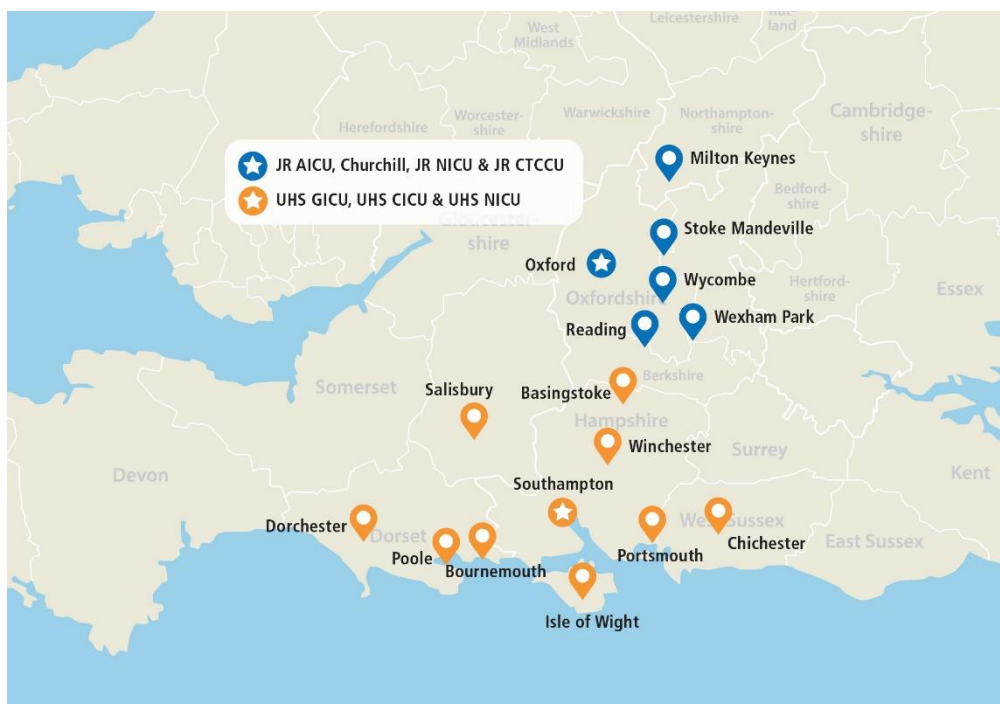 Leicestershire
Rut-
land
West
Midlands
Cambridge-
shire
Worcester-
shire
Warwickshire
Northampton-
shire
Herefordshire
JR AICU, Churchill, JR NICU & JR CTCCU
UHS GICU, UHS CICU & UHS NICU
Milton Keynes
Bedford-
shire
Gloucester-
shire
Stoke Mandeville
Oxford
Wycombe
Hertford-
shire
Essex
Oxfordshire
Reading
Wexham Park
Berkshire
Somerset
Salisbury
Basingstoke
Hampshire
Winchester
Surrey
Kent
Devon
Southampton
Dorchester
Dorset
Poole
Bournemouth
Portsmouth
West Sussex
Chichester
East Sussex
Isle of Wight